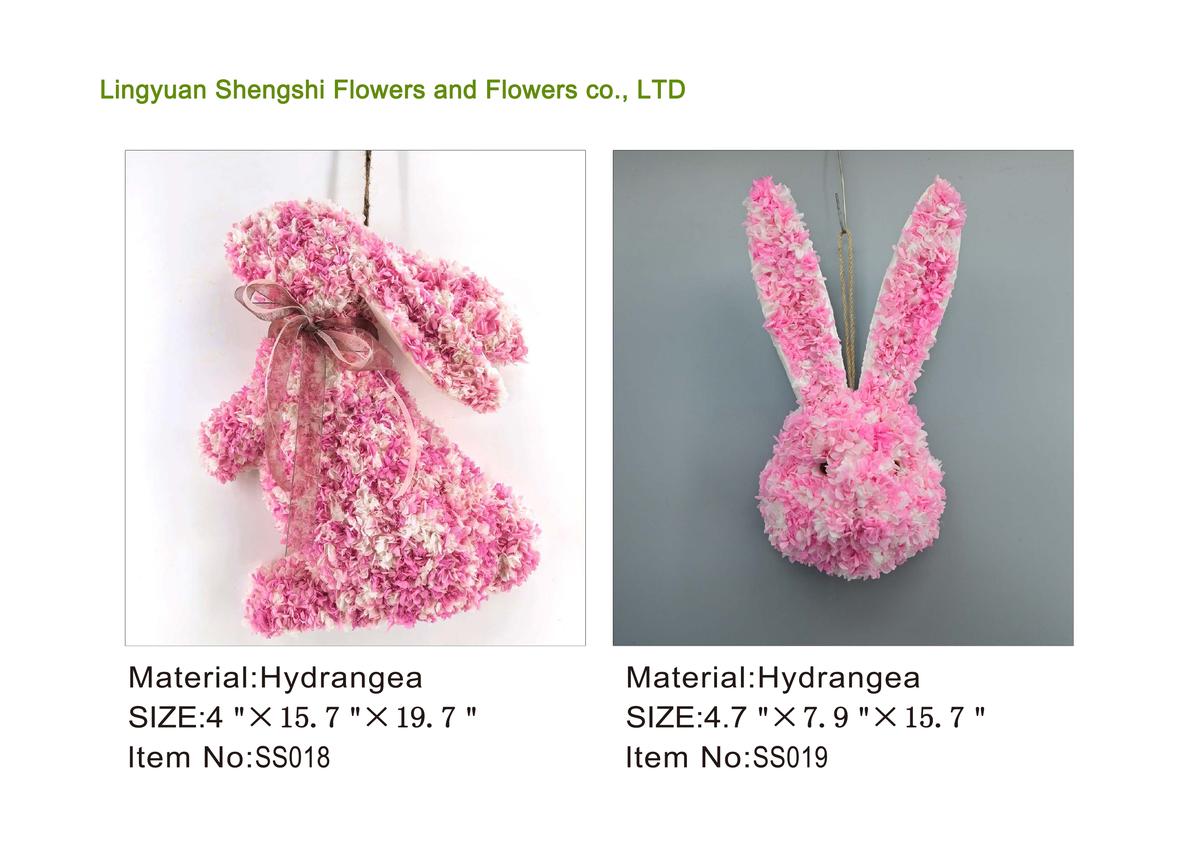 Lingyuan Shengshi Flowers and Flowers co., LTD
Material:Hydrangea
SIZE:4 "×15.7 "×19.7 "
Item No:SS018
Material:Hydrangea
SIZE:4.7 "×7.9 "×15.7 "
Item No:SS019